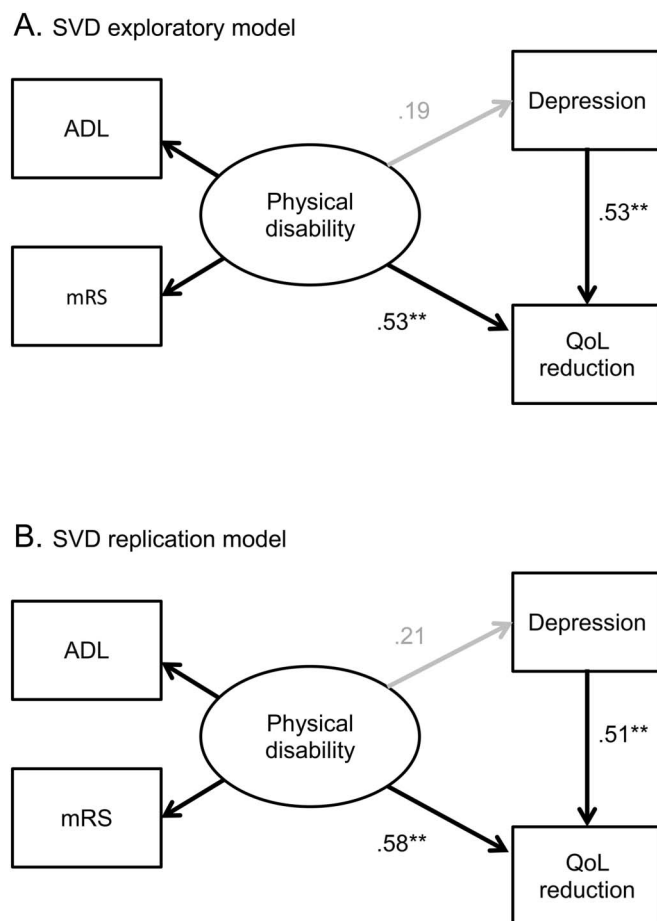 A. SVD exploratory model
ADL
mRS
Physical
disability
.19
Depression
.53**
.53**
QoL
reduction
B. SVD replication model
ADL
mRS
Physical
disability
.21
Depression
.51**
.58**
QoL
reduction